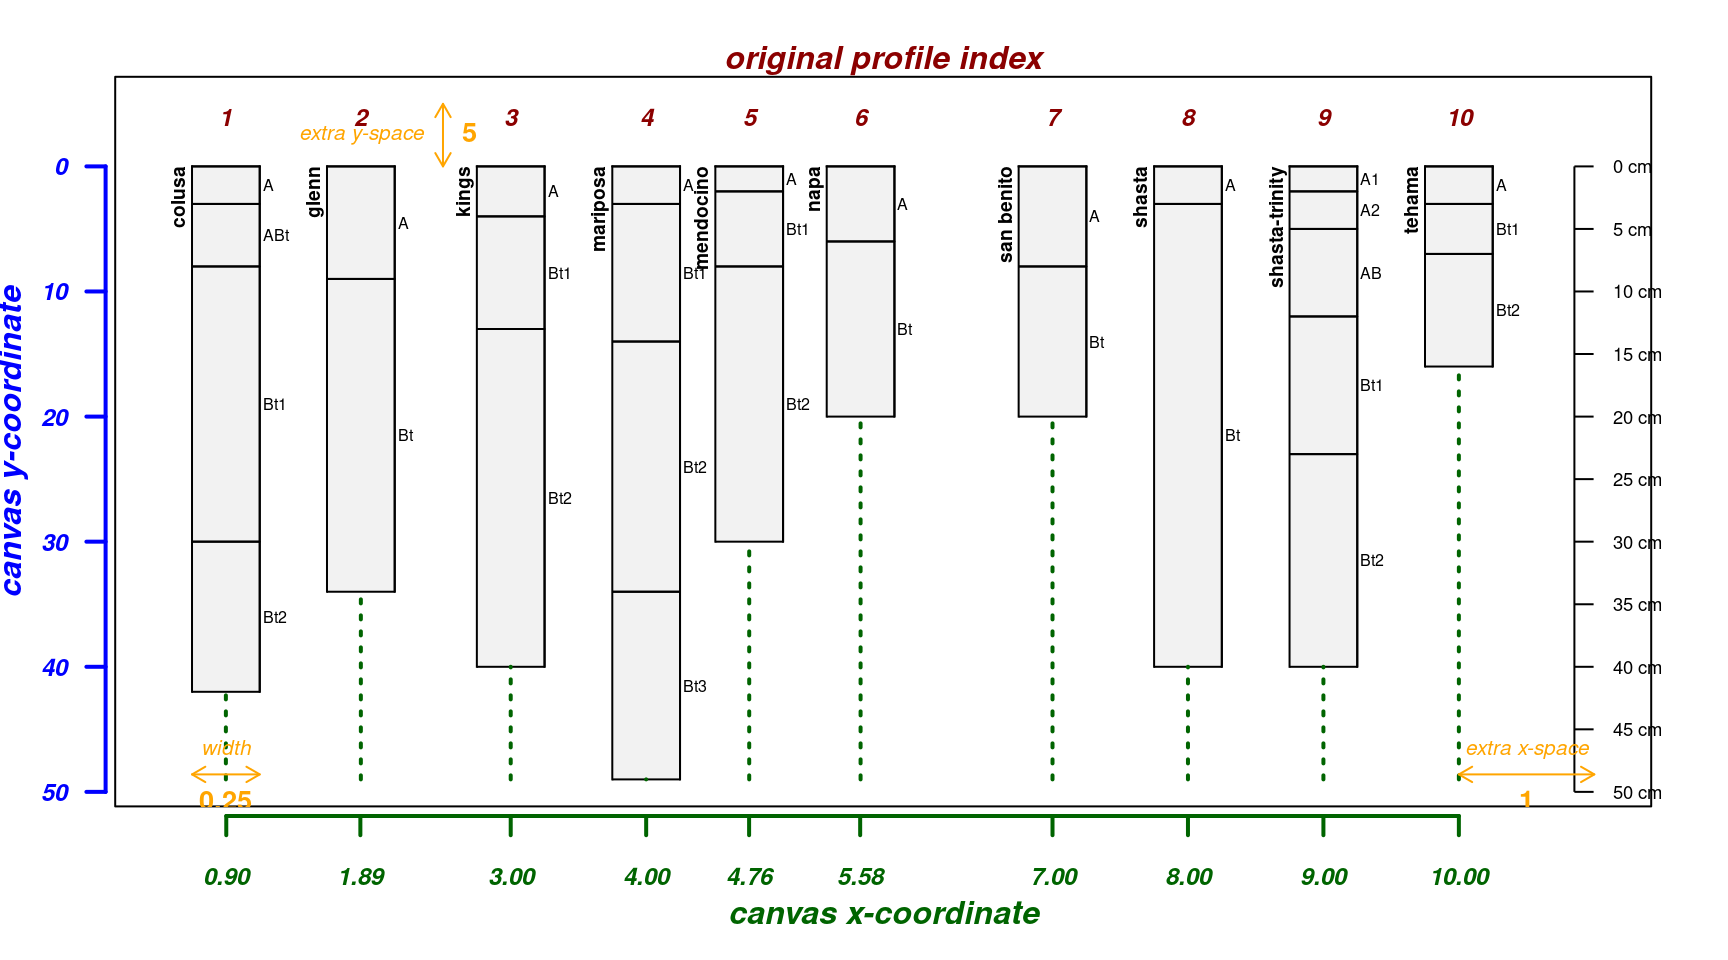 original profile index
1 2 3 4 5 6 7 8 9 10
extra y-space 5
canvas y-coordinate
0
10
20
30
40
50
colusa
A
ABt
Bt1
Bt2
glenn
A
Bt
kings
A
Bt1
Bt2
mariposa
A
Bt1
Bt2
Bt3
mendocino
A
Bt1
Bt2
napa
A
Bt
san benito
A
Bt
shasta
A
Bt
shasta-trinity
A1
A2
AB
Bt1
Bt2
tehama
A
Bt1
Bt2
0 cm
5 cm
10 cm
15 cm
20 cm
25 cm
30 cm
35 cm
40 cm
45 cm
50 cm
width
0.25
extra x-space
1
0.90 1.89 3.00 4.00 4.76 5.58 7.00 8.00 9.00 10.00
canvas x-coordinate